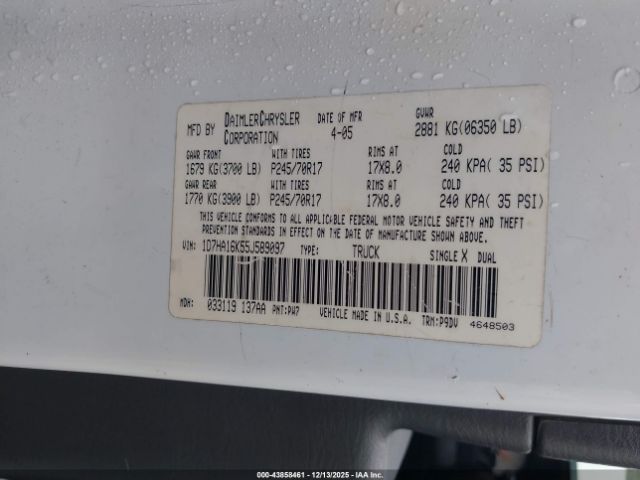 MFD BY DAIMLERCHRYSLER CORPORATION DATE OF MFR 4-05 GVWR 2881 KG(06350 LB)
GAWR FRONT WITH TIRES RIMS AT COLD
1679 KG(3700 LB) P245/70R17 17X8.0 240 KPA( 35 PSI)
GAWR REAR WITH TIRES RIMS AT COLD
1770 KG(3900 LB) P245/70R17 17X8.0 240 KPA( 35 PSI)
THIS VEHICLE CONFORMS TO ALL APPLICABLE FEDERAL MOTOR VEHICLE SAFETY AND THEFT
PREVENTION STANDARDS IN EFFECT ON THE DATE OF MANUFACTURE SHOWN ABOVE.
VIN: 1D7HA16K55J589097 TYPE: TRUCK SINGLE X DUAL
MDH: 033119 137AA PNT:PW7 VEHICLE MADE IN U.S.A. TRM:P9DV 4648503
000-43858461 - 12/13/2025 - IAAI Copart